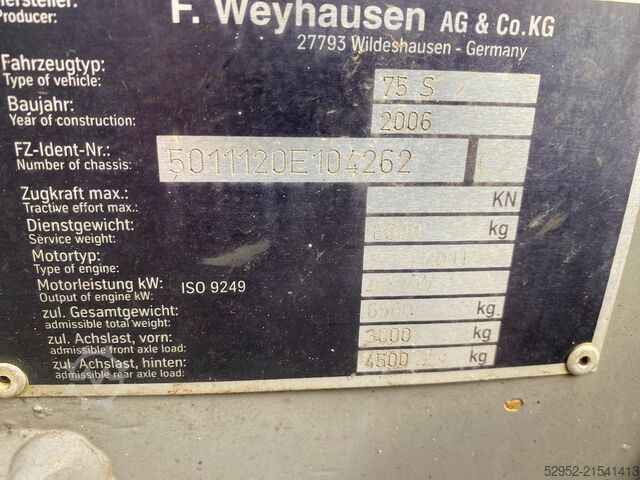 Hersteller:
Producer:
F. Weyhausen AG & Co.KG
27793 Wildeshausen - Germany
Fahrzeugtyp: 75 S
Type of vehicle:
Baujahr: 2006
Year of construction:
FZ-Ident-Nr.: 5011120E104262
Number of chassis:
Zugkraft max.: KN
Tractive effort max.:
Dienstgewicht: kg
Service weight:
Motortyp:
Type of engine:
Motorleistung kW: ISO 9249
Output of engine kW:
zul. Gesamtgewicht: kg.
admissible total weight:
zul. Achslast, vorn: 3000 kg
admissible front axle load:
zul. Achslast, hinten: 4500 kg
admissible rear axle load:
52952-21541413